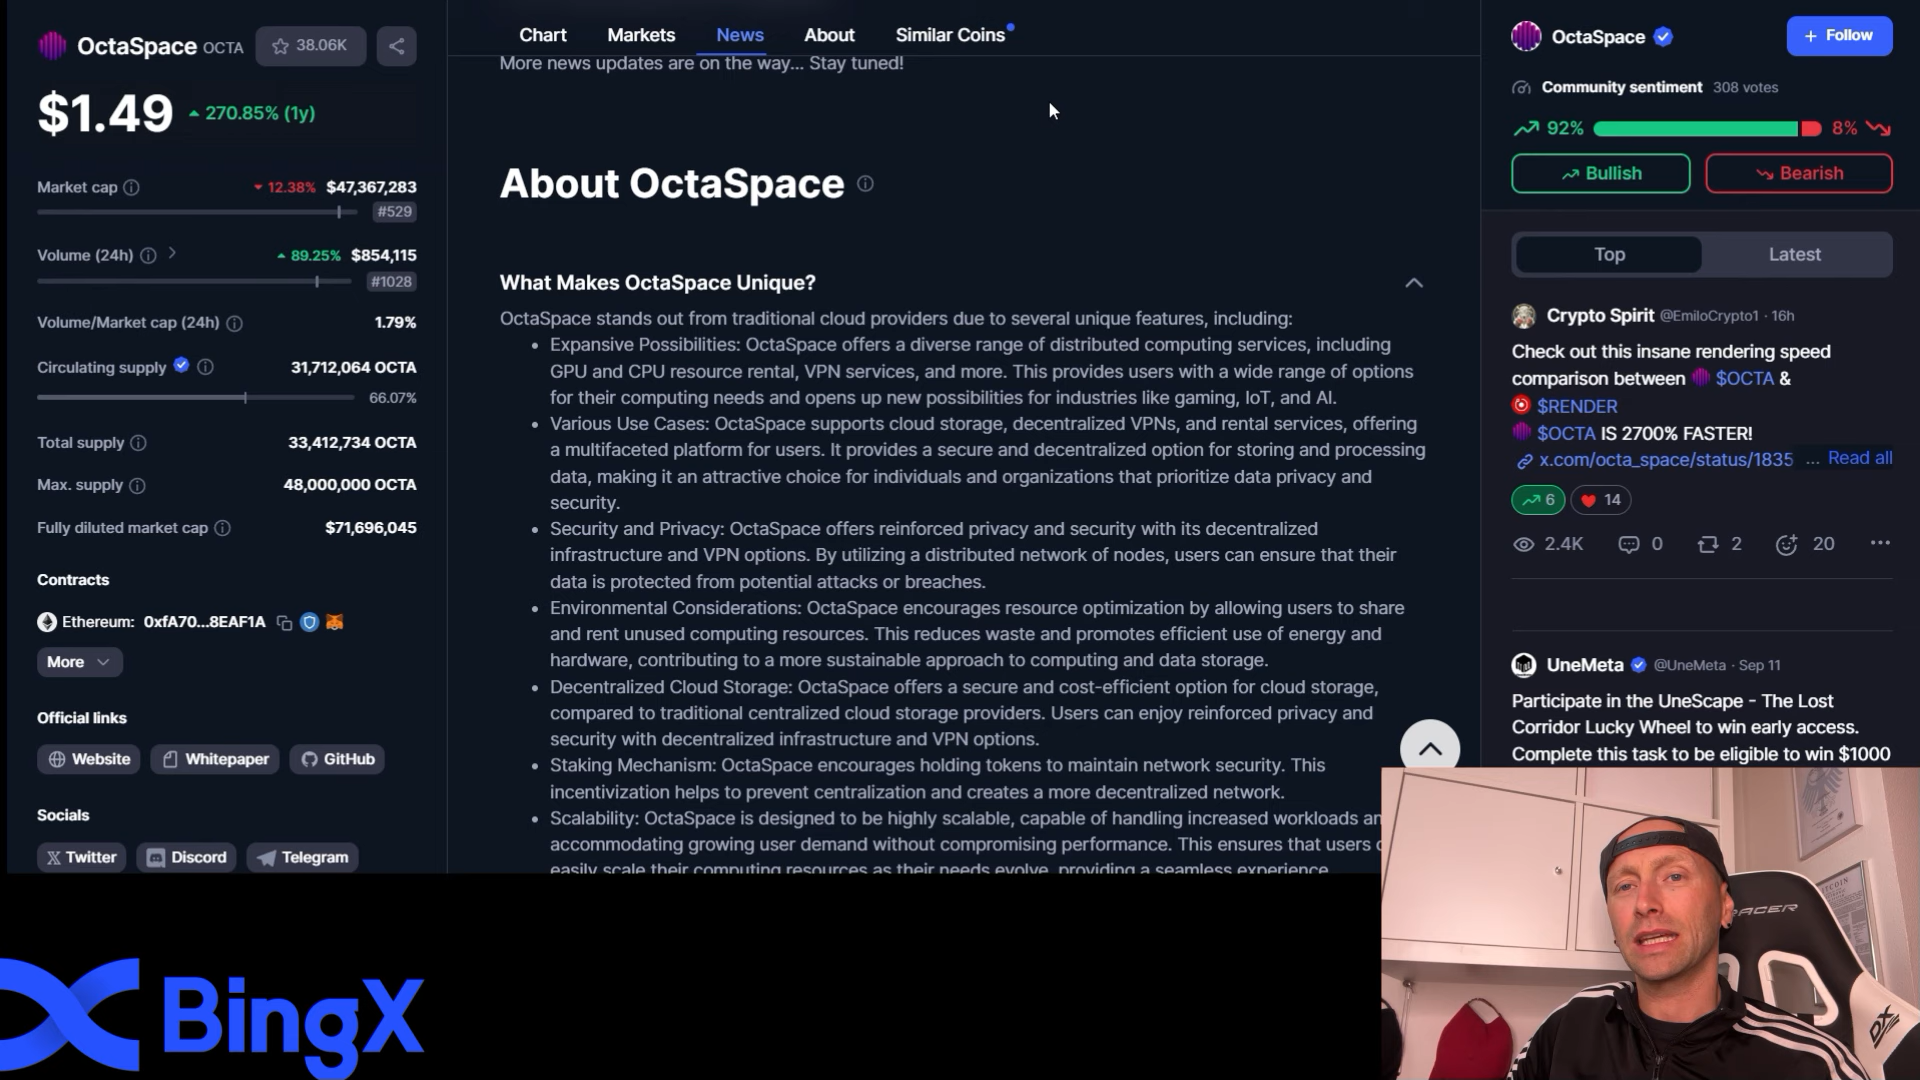 OctaSpace OCTA
38.06K
$1.49 270.85% (1y)
Market cap 12.38% $47,367,283
#529
Volume (24h) 89.25% $854,115
#1028
Volume/Market cap (24h) 1.79%
Circulating supply 31,712,064 OCTA
66.07%
Total supply 33,412,734 OCTA
Max. supply 48,000,000 OCTA
Fully diluted market cap $71,696,045
Contracts
Ethereum: 0xfA70...8EAF1A
More
Official links
Website Whitepaper GitHub
Socials
Twitter Discord Telegram
Chart Markets News About Similar Coins
More news updates are on the way... Stay tuned!
About OctaSpace
What Makes OctaSpace Unique?
OctaSpace stands out from traditional cloud providers due to several unique features, including:
• Expansive Possibilities: OctaSpace offers a diverse range of distributed computing services, including
GPU and CPU resource rental, VPN services, and more. This provides users with a wide range of options
for their computing needs and opens up new possibilities for industries like gaming, IoT, and AI.
• Various Use Cases: OctaSpace supports cloud storage, decentralized VPNs, and rental services, offering
a multifaceted platform for users. It provides a secure and decentralized option for storing and processing
data, making it an attractive choice for individuals and organizations that prioritize data privacy and
security.
• Security and Privacy: OctaSpace offers reinforced privacy and security with its decentralized
infrastructure and VPN options. By utilizing a distributed network of nodes, users can ensure that their
data is protected from potential attacks or breaches.
• Environmental Considerations: OctaSpace encourages resource optimization by allowing users to share
and rent unused computing resources. This reduces waste and promotes efficient use of energy and
hardware, contributing to a more sustainable approach to computing and data storage.
• Decentralized Cloud Storage: OctaSpace offers a secure and cost-efficient option for cloud storage,
compared to traditional centralized cloud storage providers. Users can enjoy reinforced privacy and
security with decentralized infrastructure and VPN options.
• Staking Mechanism: OctaSpace encourages holding tokens to maintain network security. This
incentivization helps to prevent centralization and creates a more decentralized network.
• Scalability: OctaSpace is designed to be highly scalable, capable of handling increased workloads an
accommodating growing user demand without compromising performance. This ensures that users c
easily scale their computing resources as their needs evolve, providing a seamless experience
OctaSpace
+ Follow
Community sentiment 308 votes
92% 8%
Bullish Bearish
Top Latest
Crypto Spirit @EmiloCrypto1 · 16h
Check out this insane rendering speed
comparison between $OCTA &
$RENDER
$OCTA IS 2700% FASTER!
x.com/octa_space/status/1835 ... Read all
6 14
2.4K 0 2 20 ...
UneMeta @UneMeta · Sep 11
Participate in the UneScape - The Lost
Corridor Lucky Wheel to win early access.
Complete this task to be eligible to win $1000
BingX